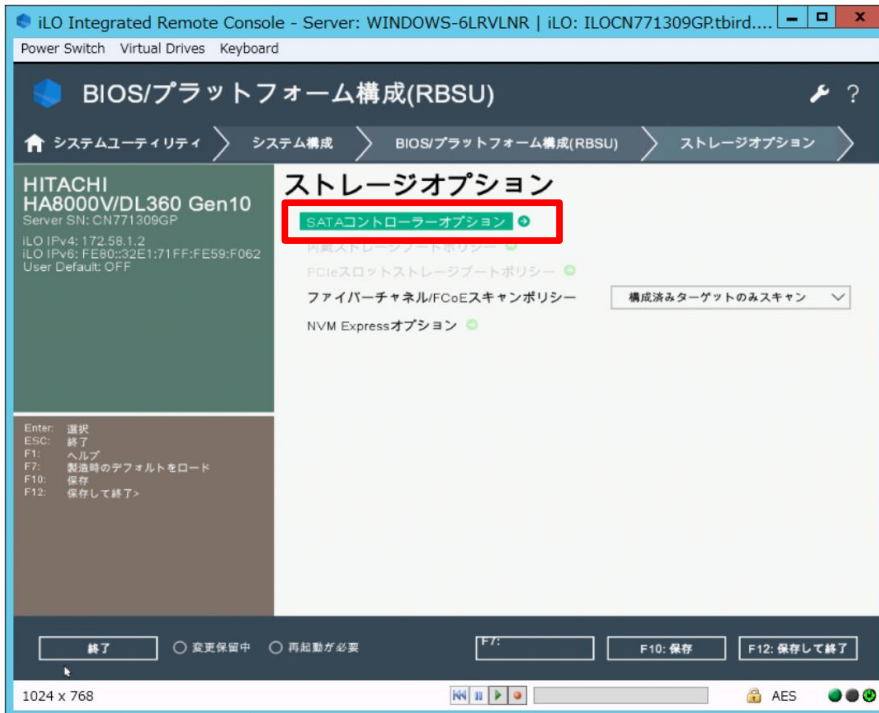 iLO Integrated Remote Console - Server: WINDOWS-6LRVLNR | iLO: ILOCN771309GP.tbird....
Power Switch Virtual Drives Keyboard
BIOS/プラットフォーム構成(RBSU)
?
システムユーティリティ
システム構成
BIOS/プラットフォーム構成(RBSU)
ストレージオプション
HITACHI
HA8000V/DL360 Gen10
Server SN: CN771309GP
iLO IPv4: 172.58.1.2
iLO IPv6: FE80::32E1:71FF:FE59:F062
User Default: OFF
Enter: 選択
ESC: 終了
F1: ヘルプ
F7: 製造時のデフォルトをロード
F10: 保存
F12: 保存して終了>
ストレージオプション
SATAコントローラーオプション
内蔵ストレージブートポリシー
PCIeスロットストレージブートポリシー
ファイバーチャネル/FCoEスキャンポリシー
構成済みターゲットのみスキャン
NVM Expressオプション
終了
変更保留中
再起動が必要
F7:
F10: 保存
F12: 保存して終了
1024 x 768
AES